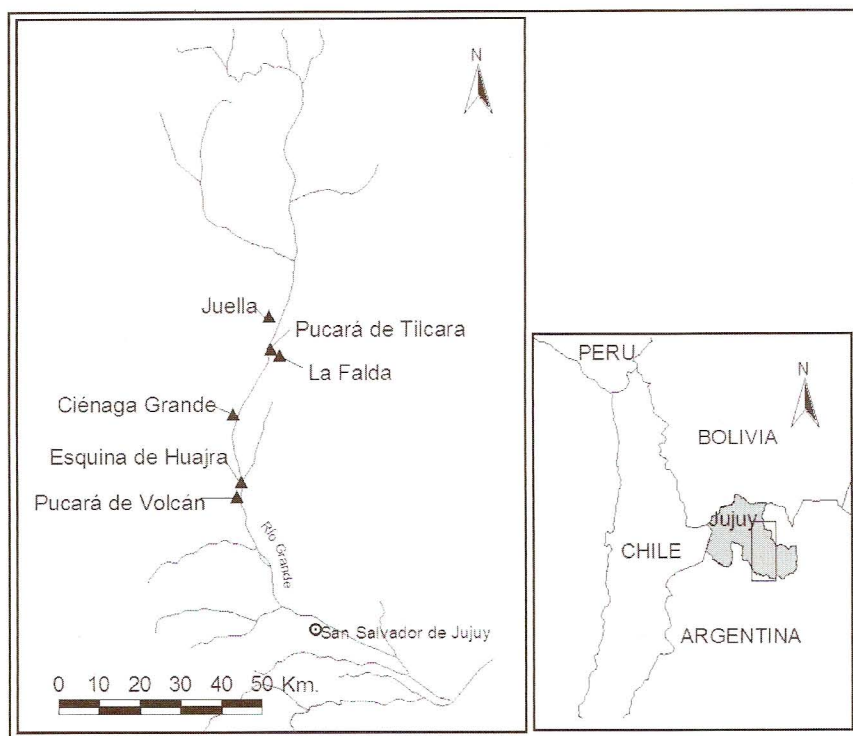 N
Juella
Pucará de Tilcara
La Falda
Ciénaga Grande
Esquina de Huajra
Pucará de Volcán
Río Grande
San Salvador de Jujuy
0 10 20 30 40 50 Km.
PERU
N
BOLIVIA
Jujuy
CHILE
ARGENTINA